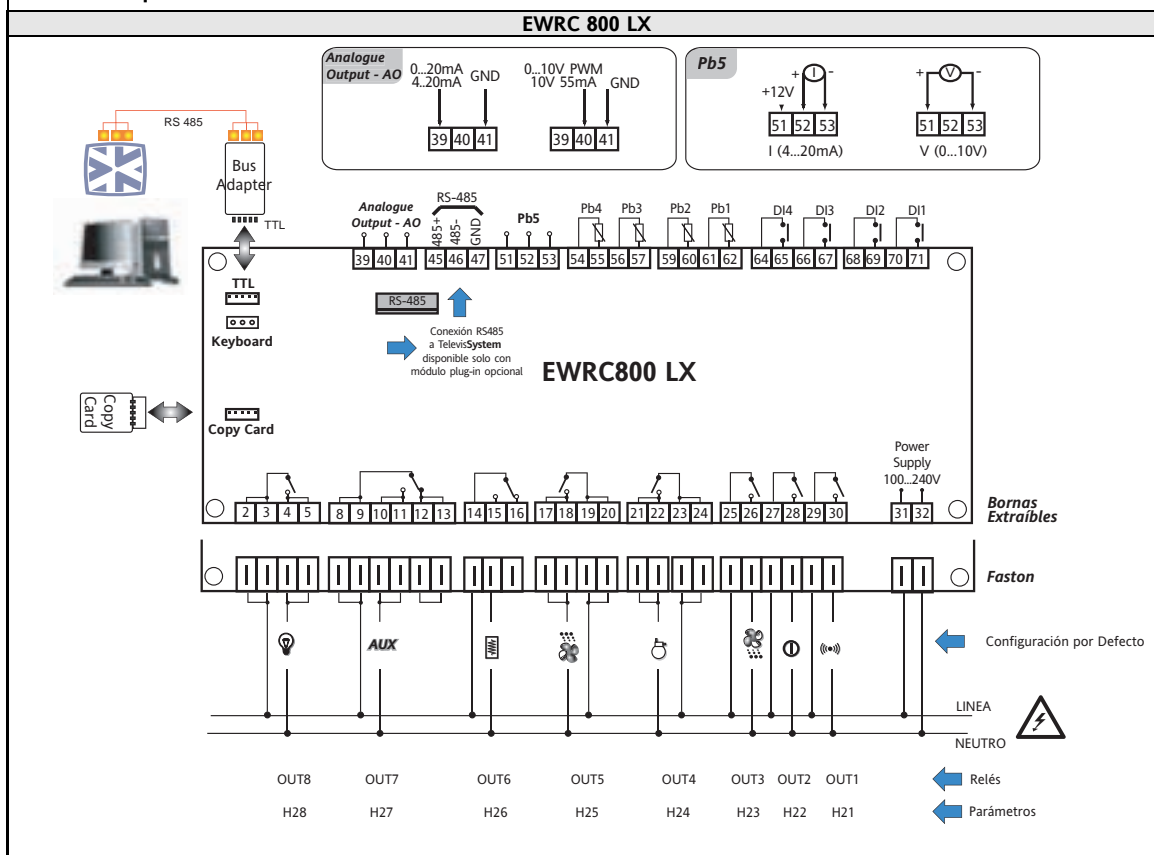 EWRC 800 LX
Analogue
Output - AO
0...20mA
4..20mA
GND
0...10V PWM
10V 55mA
GND
39 40 41
39 40 41
Pb5
+ I -
+12V
51 52 53
I (4...20mA)
+ V -
51 52 53
V (0...10V)
RS 485
Bus
Adapter
TTL
Analogue
Output - AO
RS-485
485+
485-
GND
Pb5
Pb4 Pb3 Pb2 Pb1 DI4 DI3 DI2 DI1
39 40 41 45 46 47 51 52 53 54 55 56 57 59 60 61 62 64 65 66 67 68 69 70 71
TTL
Keyboard
RS-485
Conexión RS485
a TelevisSystem
disponible solo con
módulo plug-in opcional
EWRC800 LX
Copy
Card
Copy Card
Power
Supply
100...240V
2 3 4 5 8 9 10 11 12 13 14 15 16 17 18 19 20 21 22 23 24 25 26 27 28 29 30 31 32
Bornas
Extraíbles
Faston
AUX
Configuración por Defecto
LINEA
NEUTRO
OUT8 OUT7 OUT6 OUT5 OUT4 OUT3 OUT2 OUT1
Relés
H28 H27 H26 H25 H24 H23 H22 H21
Parámetros